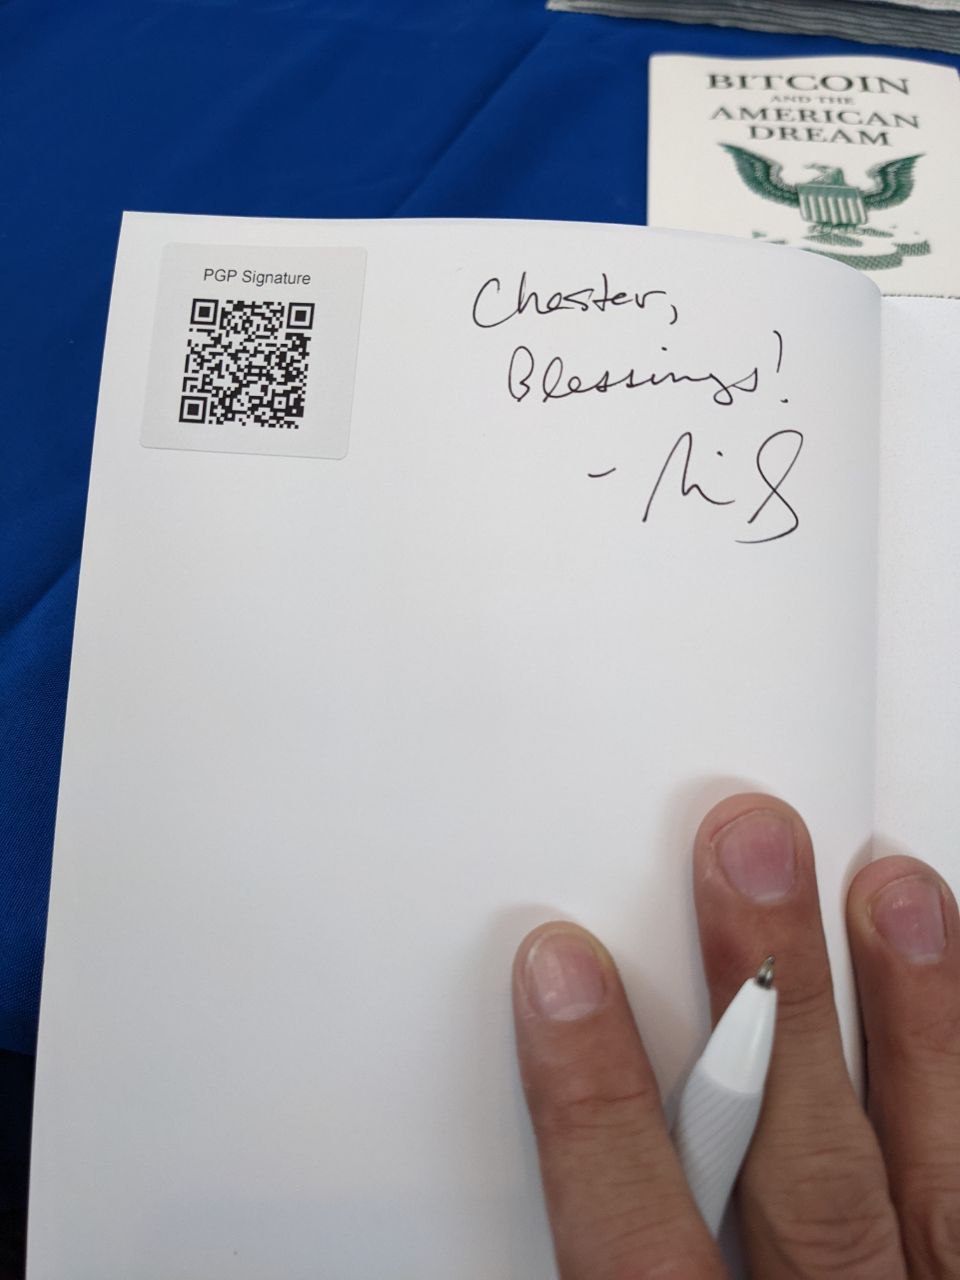 BITCOIN
AND THE
AMERICAN
DREAM
PGP Signature
Chester,
Blessings!